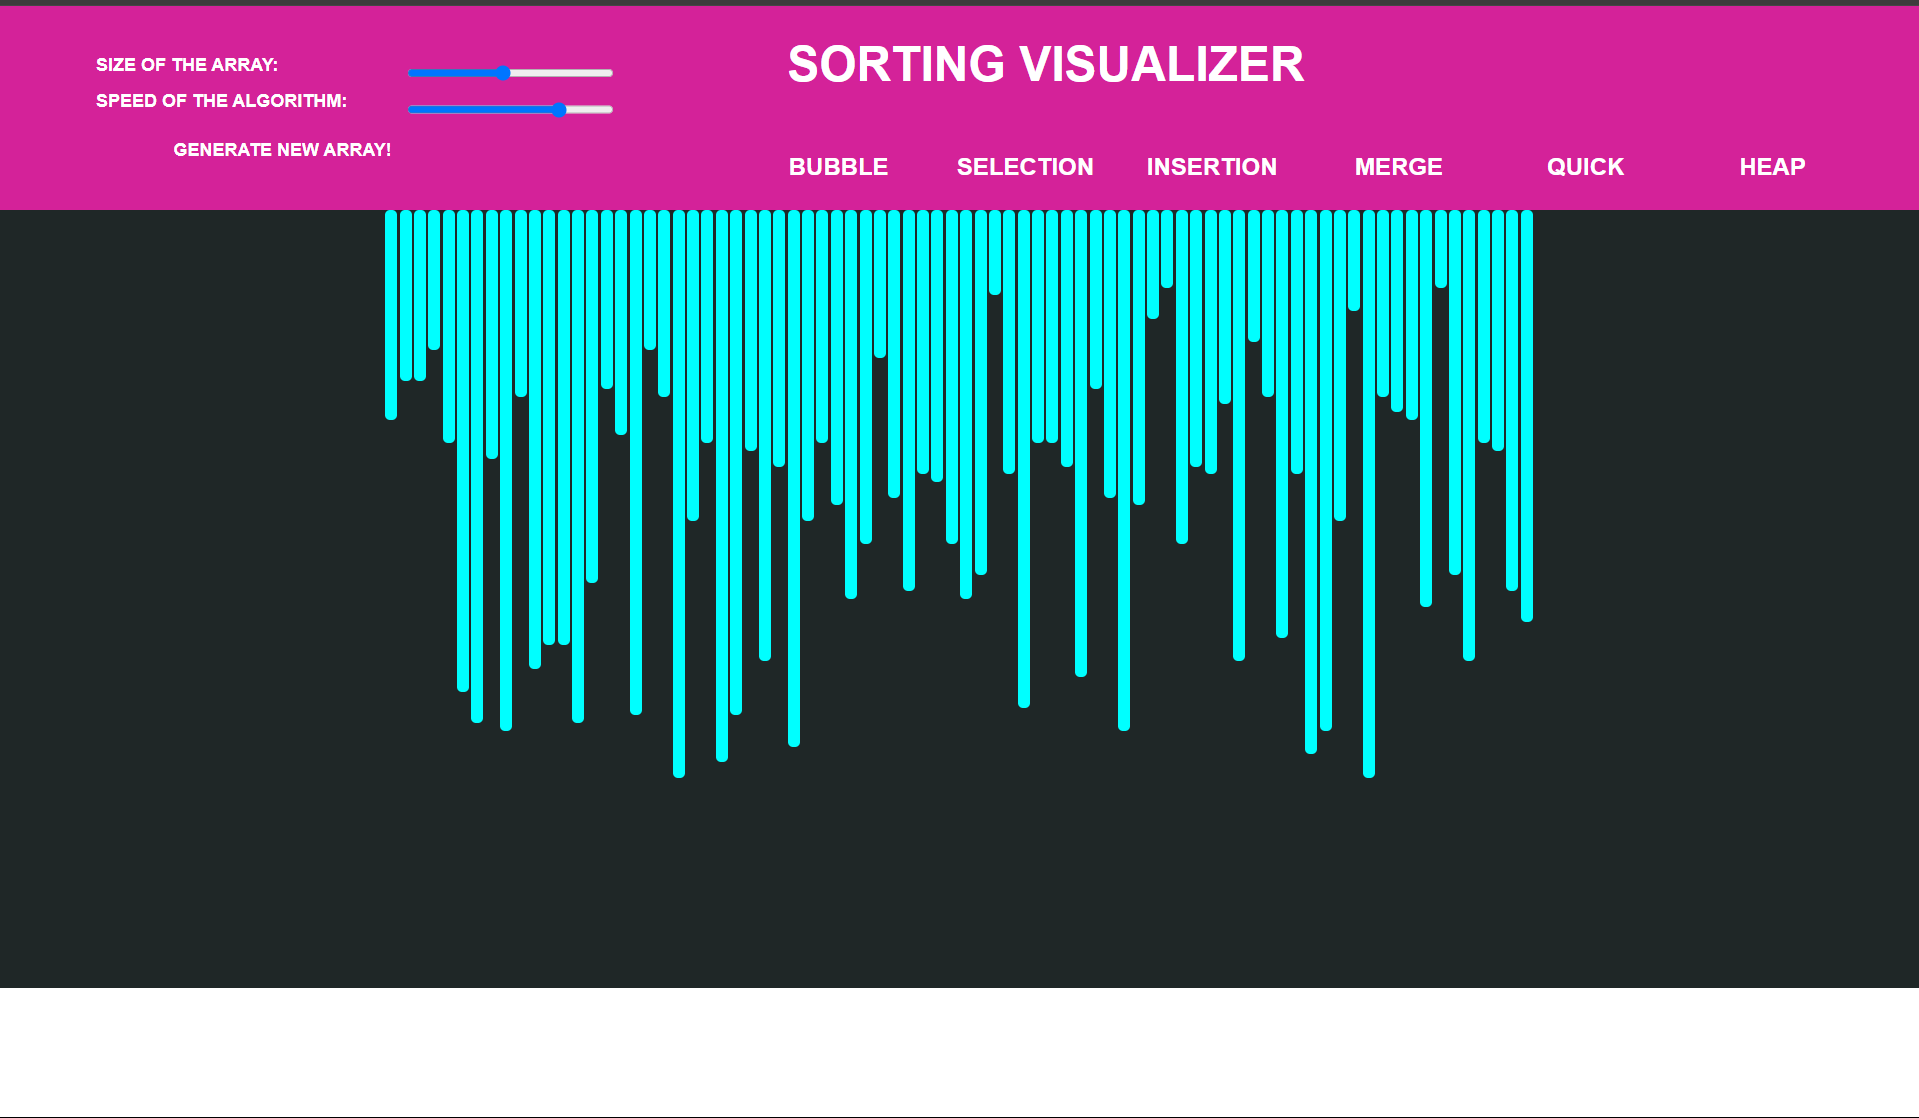 SIZE OF THE ARRAY:
SPEED OF THE ALGORITHM:
GENERATE NEW ARRAY!
SORTING VISUALIZER
BUBBLE SELECTION INSERTION MERGE QUICK HEAP